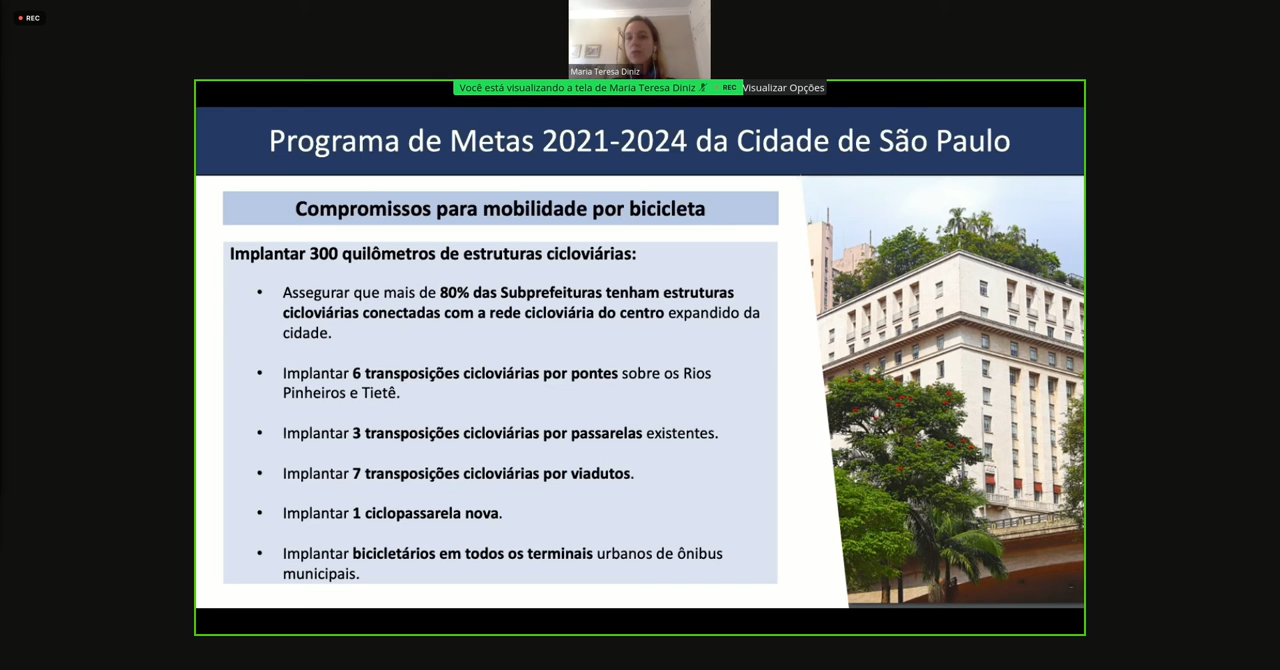 REC
Maria Teresa Diniz
Você está visualizando a tela de Maria Teresa Diniz
REC
Visualizar Opções
Programa de Metas 2021-2024 da Cidade de São Paulo
Compromissos para mobilidade por bicicleta
Implantar 300 quilômetros de estruturas cicloviárias:
• Assegurar que mais de 80% das Subprefeituras tenham estruturas
cicloviárias conectadas com a rede cicloviária do centro expandido da
cidade.
• Implantar 6 transposições cicloviárias por pontes sobre os Rios
Pinheiros e Tietê.
• Implantar 3 transposições cicloviárias por passarelas existentes.
• Implantar 7 transposições cicloviárias por viadutos.
• Implantar 1 ciclopassarela nova.
• Implantar bicicletários em todos os terminais urbanos de ônibus
municipais.